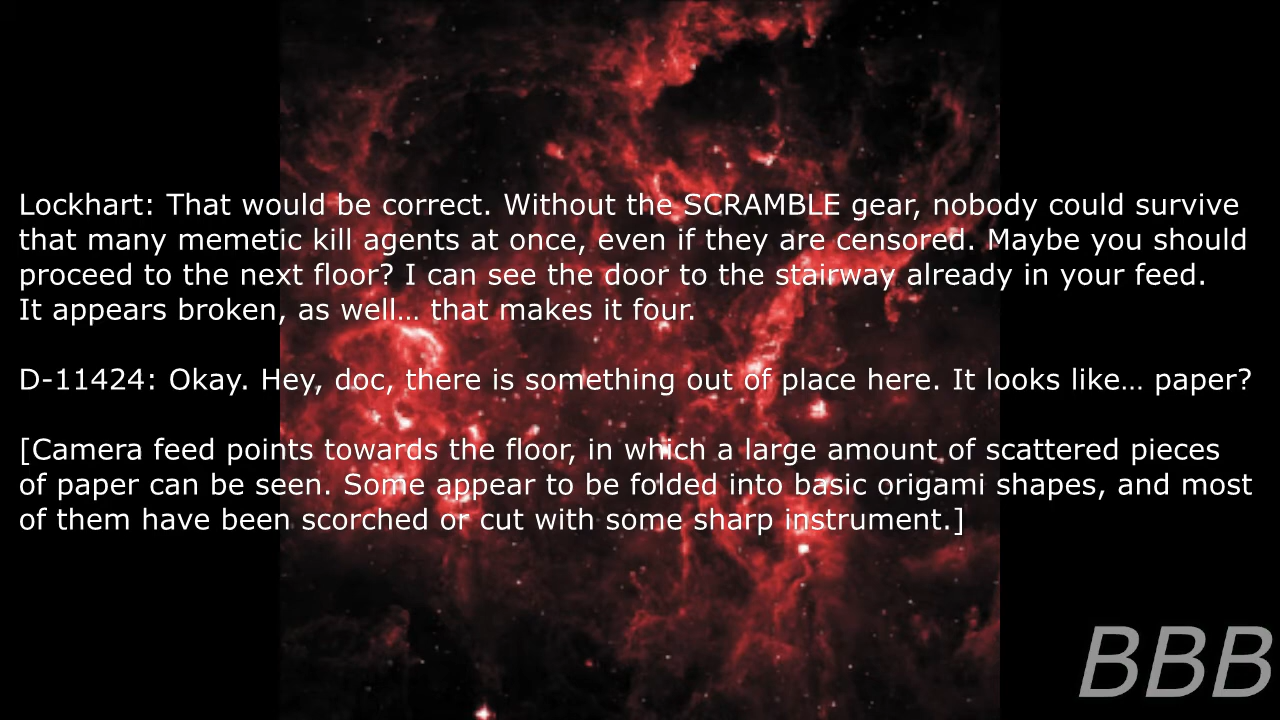 Lockhart: That would be correct. Without the SCRAMBLE gear, nobody could survive
that many memetic kill agents at once, even if they are censored. Maybe you should
proceed to the next floor? I can see the door to the stairway already in your feed.
It appears broken, as well… that makes it four.
D-11424: Okay. Hey, doc, there is something out of place here. It looks like… paper?
[Camera feed points towards the floor, in which a large amount of scattered pieces
of paper can be seen. Some appear to be folded into basic origami shapes, and most
of them have been scorched or cut with some sharp instrument.]
BBB